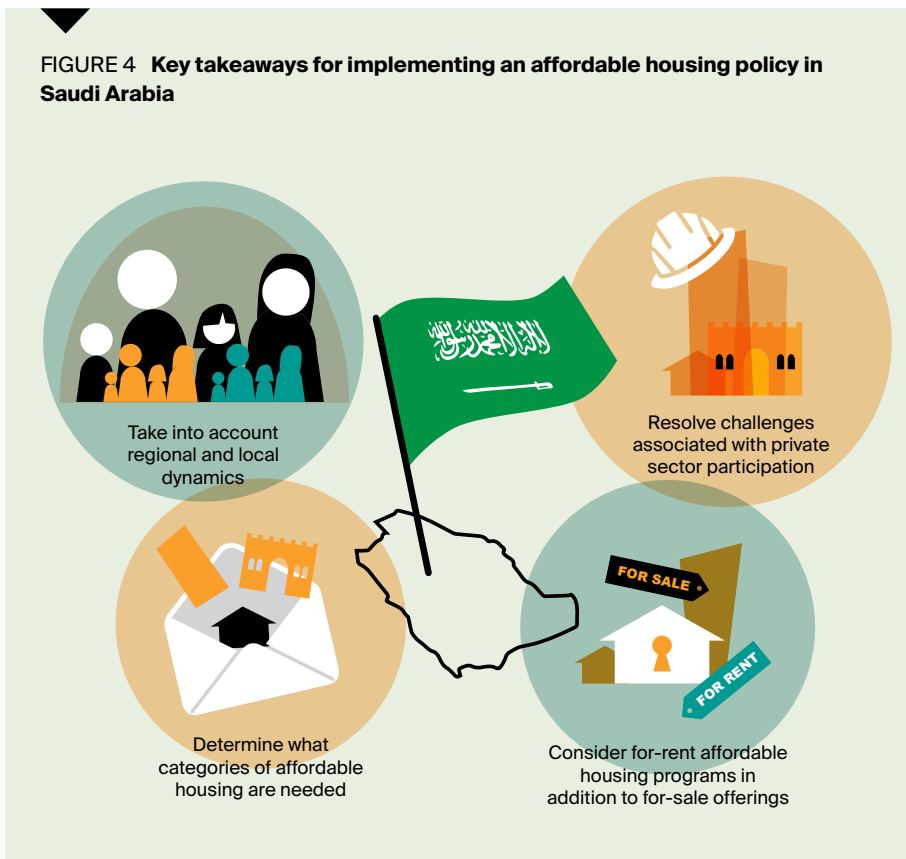 FIGURE 4 Key takeaways for implementing an affordable housing policy in
Saudi Arabia
لا إله إلا الله محمد رسول الله
Take into account
regional and local
dynamics
Resolve challenges
associated with private
sector participation
FOR SALE
FOR RENT
Determine what
categories of affordable
housing are needed
Consider for-rent affordable
housing programs in
addition to for-sale offerings